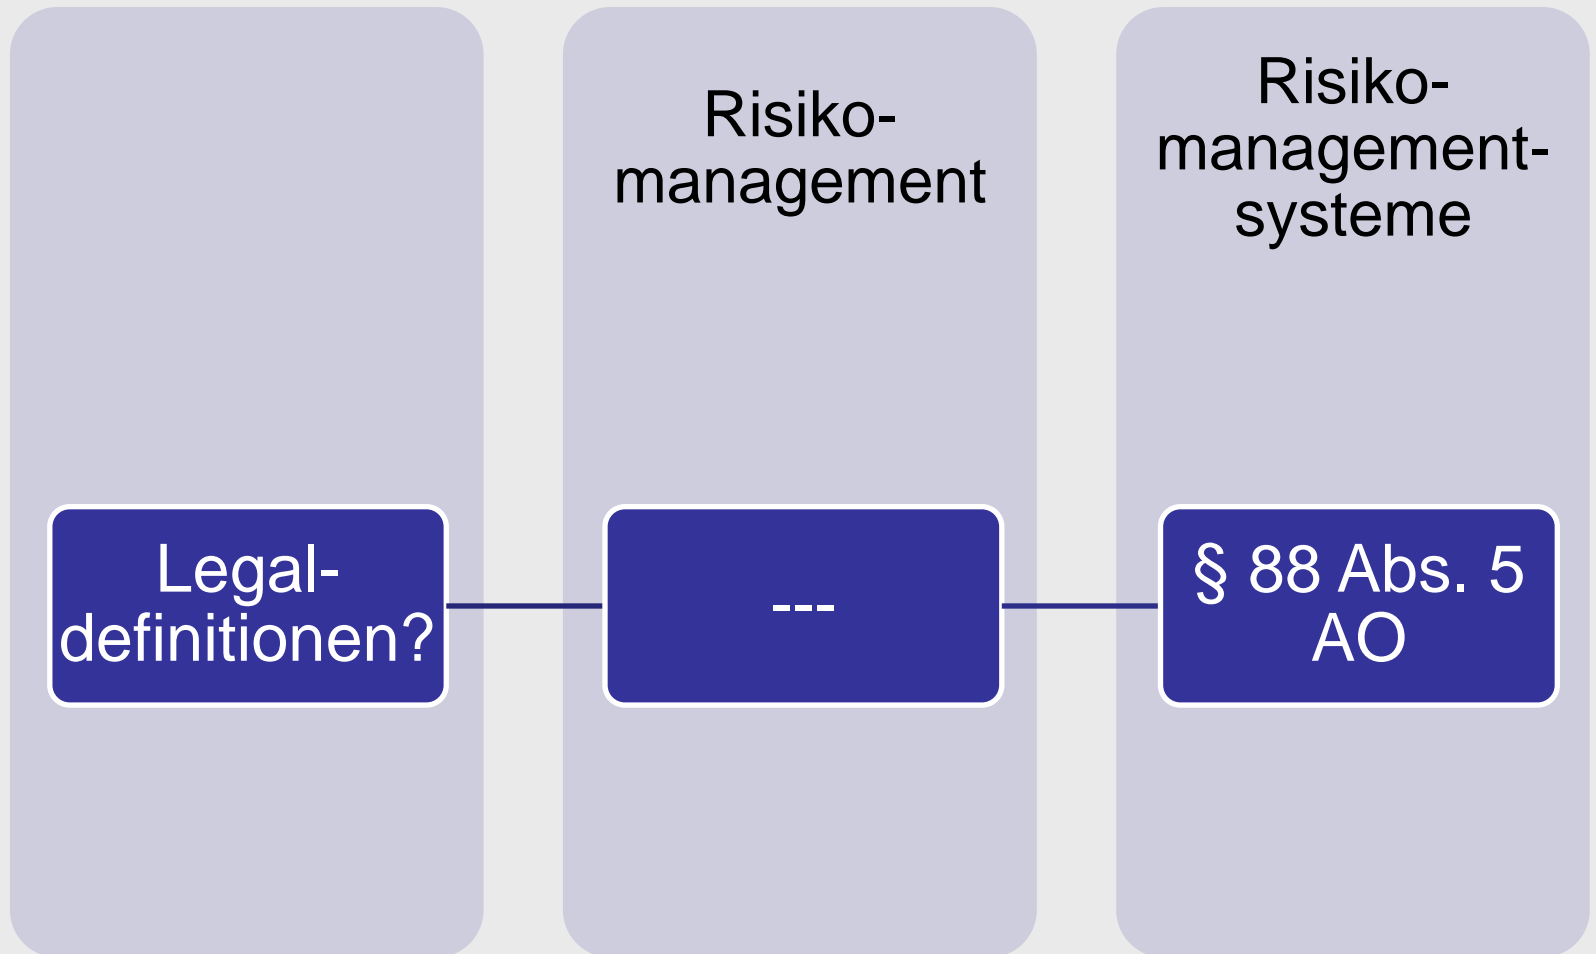 Risiko-
management
Risiko-
management-
systeme
Legal-
definitionen?
---
§ 88 Abs. 5
AO